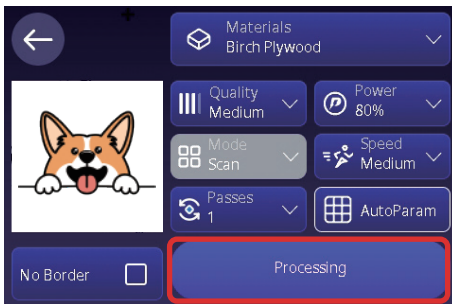 Materials
Birch Plywood
Quality
Medium
Power
80%
Mode
Scan
Speed
Medium
Passes
1
AutoParam
No Border
Processing